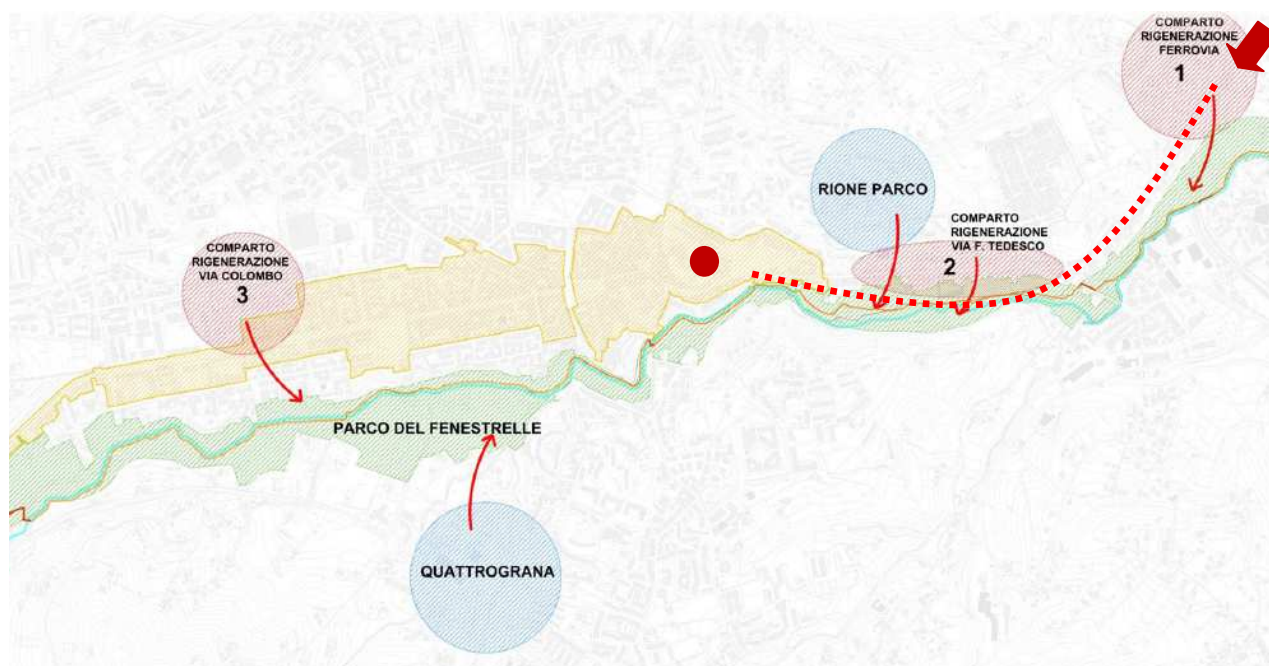 COMPARTO
RIGENERAZIONE
FERROVIA
1
RIONE PARCO
COMPARTO
RIGENERAZIONE
VIA F. TEDESCO
2
COMPARTO
RIGENERAZIONE
VIA COLOMBO
3
PARCO DEL FENESTRELLE
QUATTROGRANA